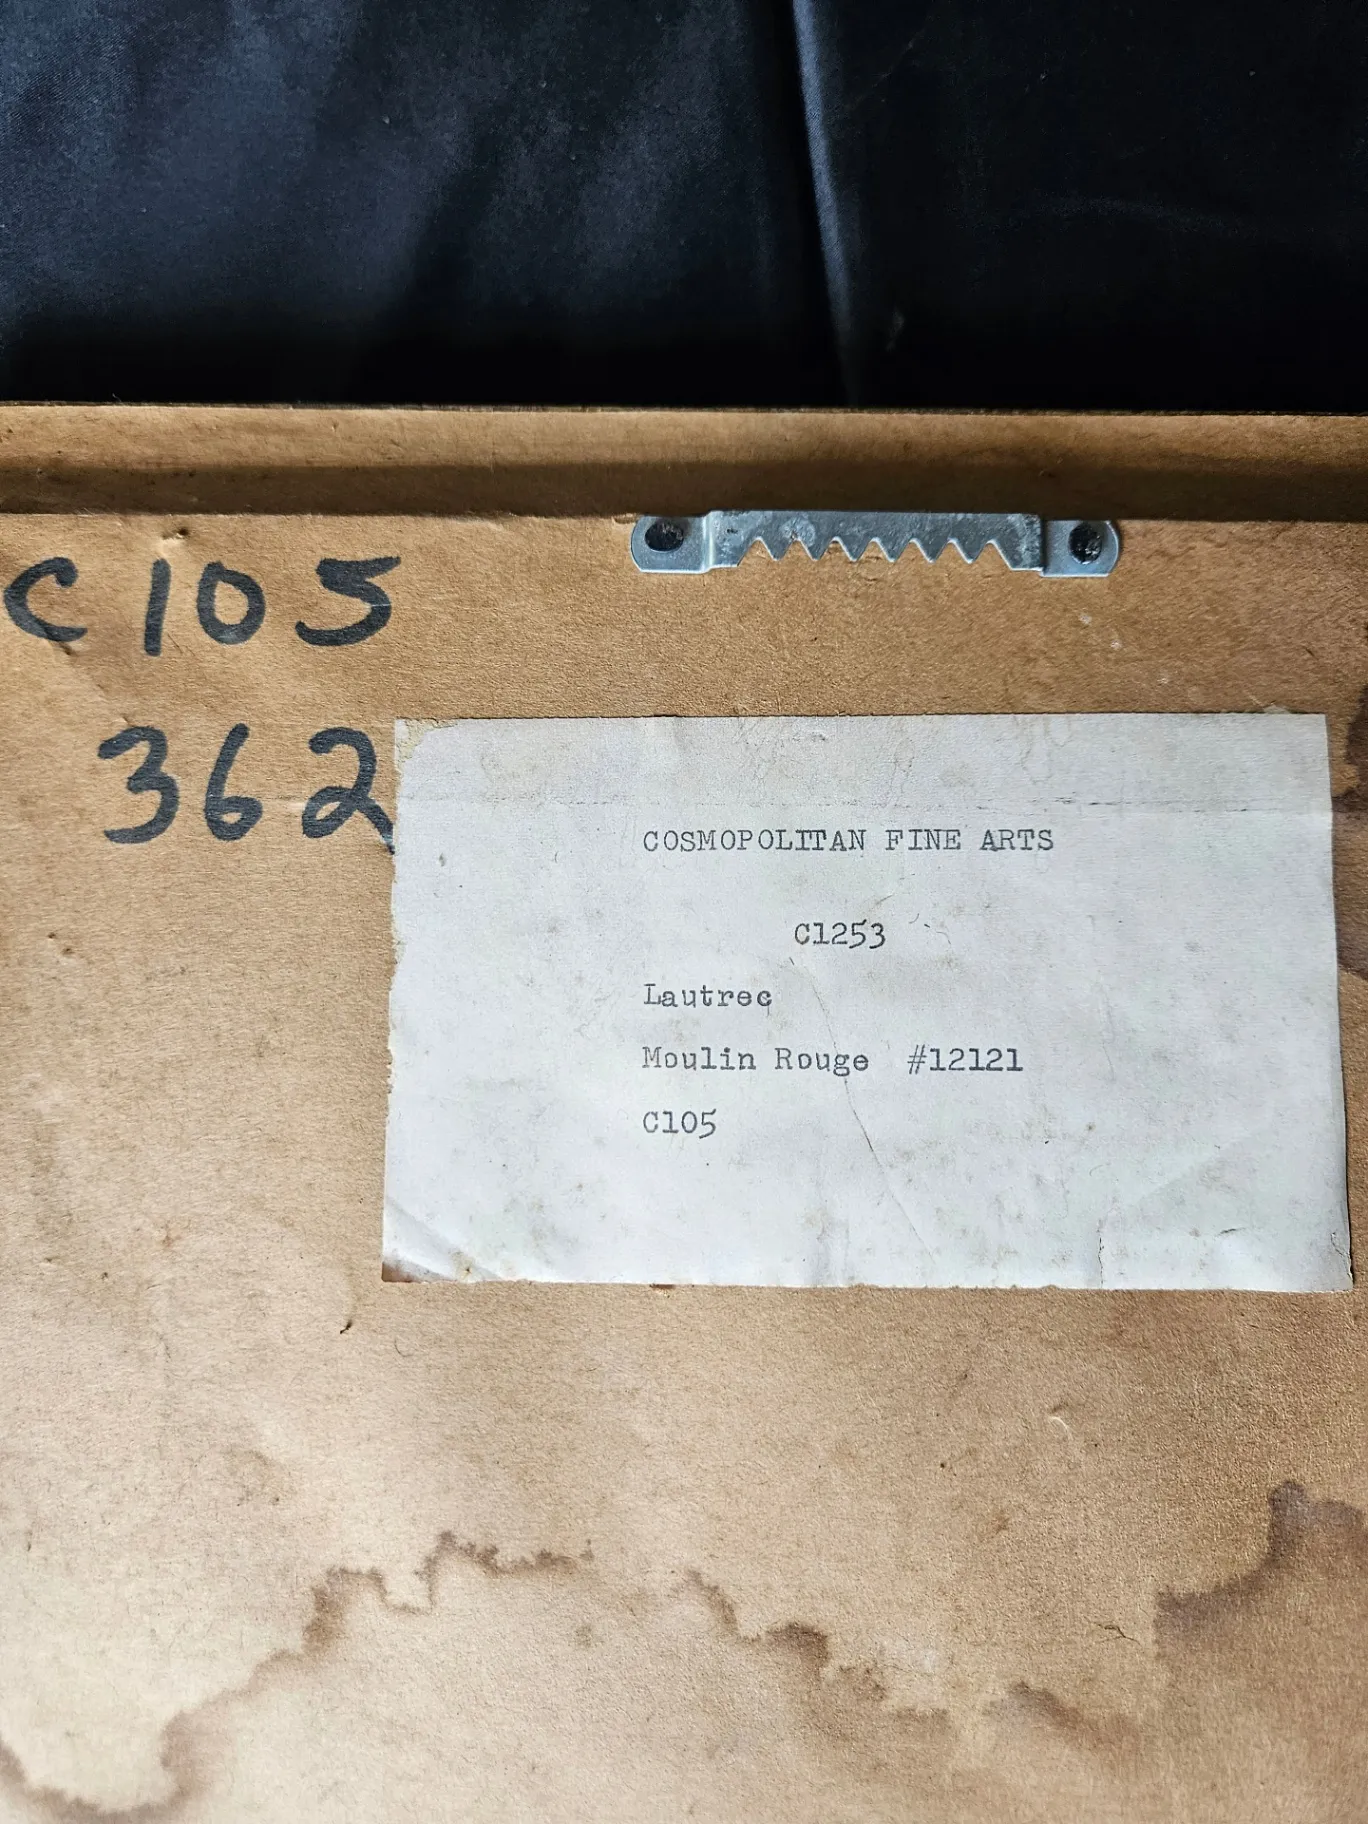 C105
362
COSMOPOLITAN FINE ARTS
C1253
Lautrec
Moulin Rouge #12121
C105